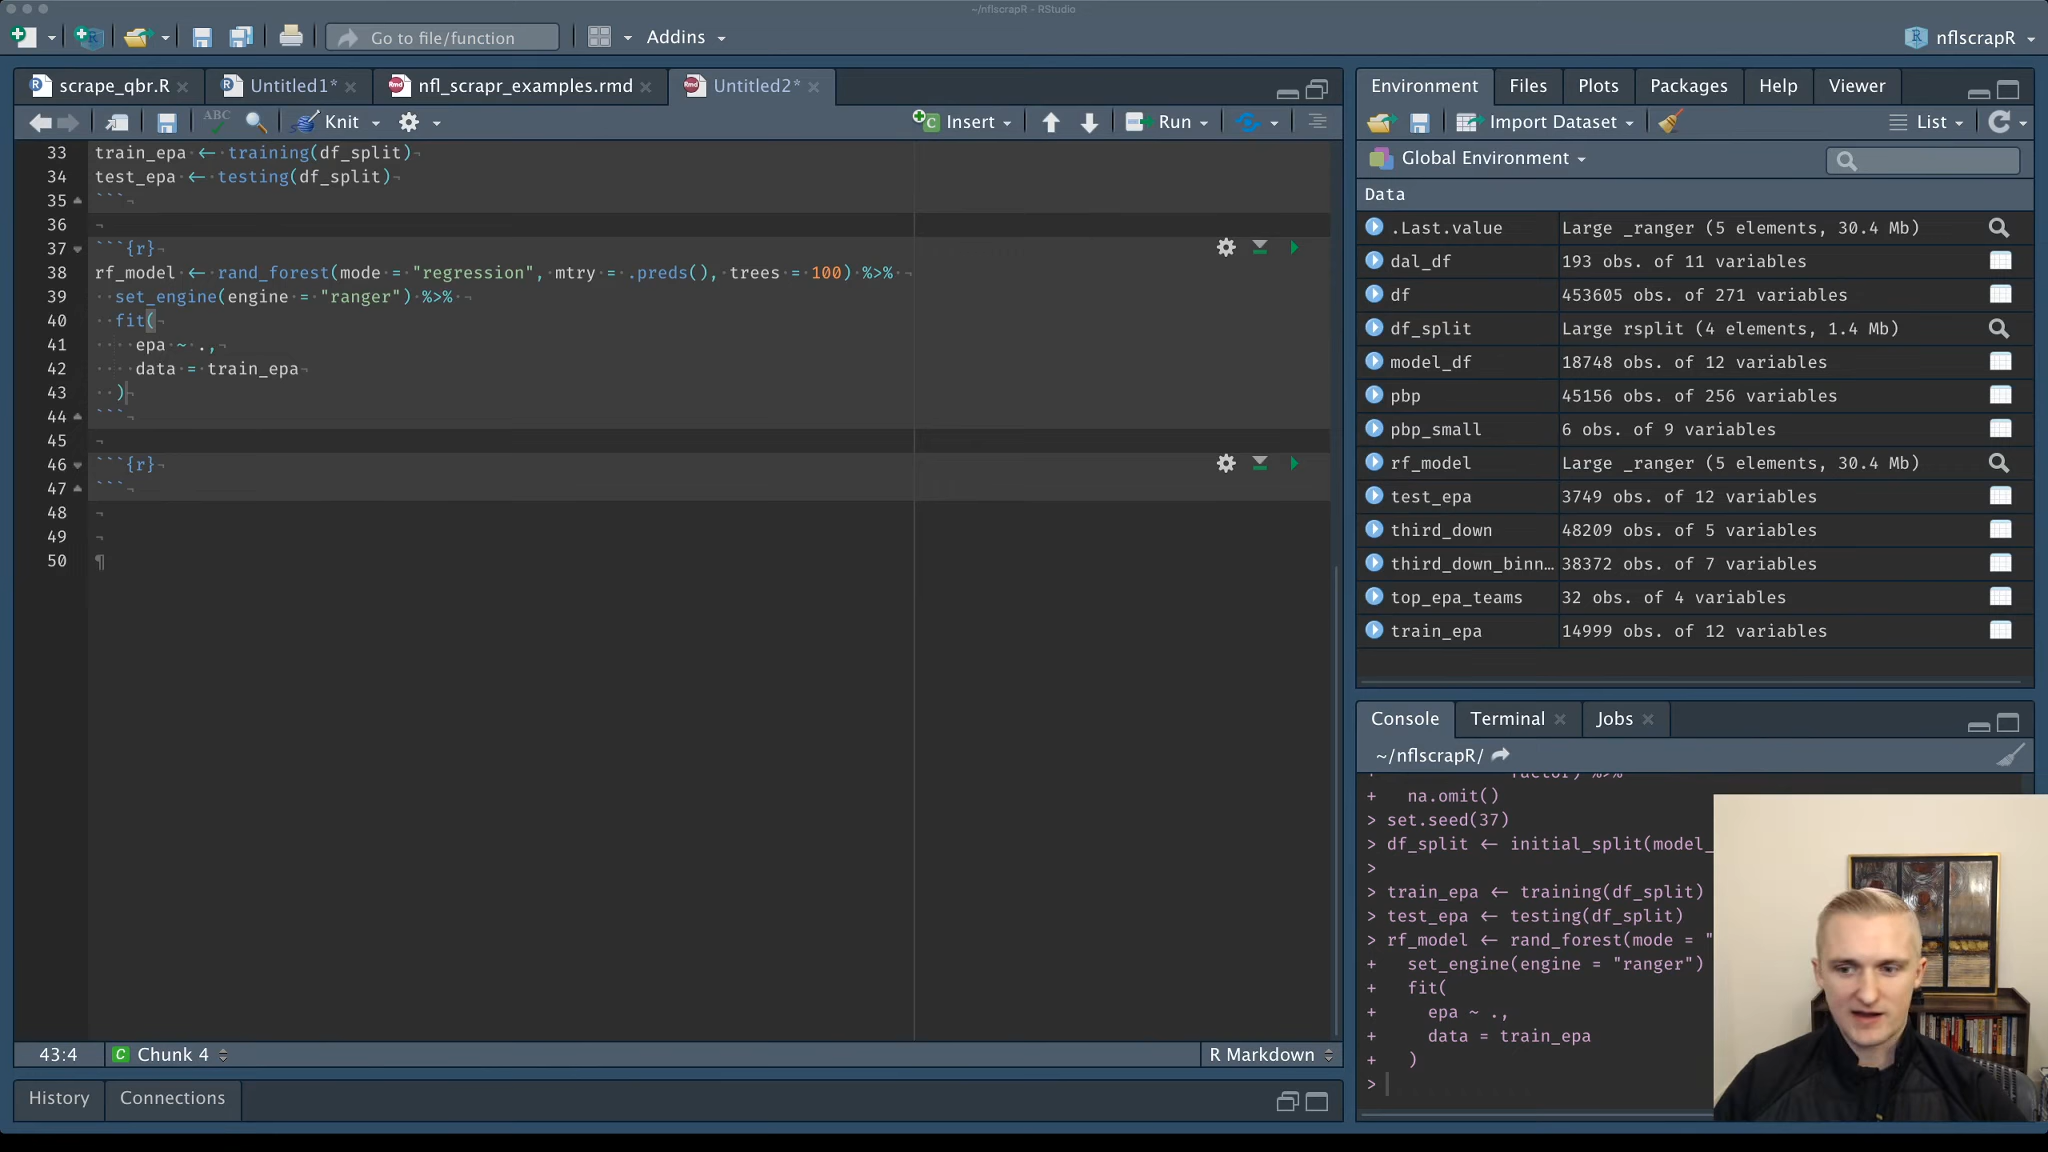 ~/nflscrapR - RStudio
Go to file/function
Addins
nflscrapR
scrape_qbr.R
Untitled1*
nfl_scrapr_examples.rmd
Untitled2*
ABC
Knit
Insert
Run
33 train_epa <- training(df_split)
34 test_epa <- testing(df_split)
35 ```
36
37 ```{r}
38 rf_model <- rand_forest(mode = "regression", mtry = .preds(), trees = 100) %>%
39 set_engine(engine = "ranger") %>%
40 fit(
41 epa ~ .,
42 data = train_epa
43 )
44 ```
45
46 ```{r}
47 ```
48
49
50
43:4
Chunk 4
R Markdown
History
Connections
Environment
Files
Plots
Packages
Help
Viewer
Import Dataset
List
Global Environment
Data
.Last.value Large _ranger (5 elements, 30.4 Mb)
dal_df 193 obs. of 11 variables
df 453605 obs. of 271 variables
df_split Large rsplit (4 elements, 1.4 Mb)
model_df 18748 obs. of 12 variables
pbp 45156 obs. of 256 variables
pbp_small 6 obs. of 9 variables
rf_model Large _ranger (5 elements, 30.4 Mb)
test_epa 3749 obs. of 12 variables
third_down 48209 obs. of 5 variables
third_down_binn… 38372 obs. of 7 variables
top_epa_teams 32 obs. of 4 variables
train_epa 14999 obs. of 12 variables
Console
Terminal
Jobs
~/nflscrapR/
factor) %>%
+ na.omit()
> set.seed(37)
> df_split <- initial_split(model_
>
> train_epa <- training(df_split)
> test_epa <- testing(df_split)
> rf_model <- rand_forest(mode = "
+ set_engine(engine = "ranger")
+ fit(
+ epa ~ .,
+ data = train_epa
+ )
>